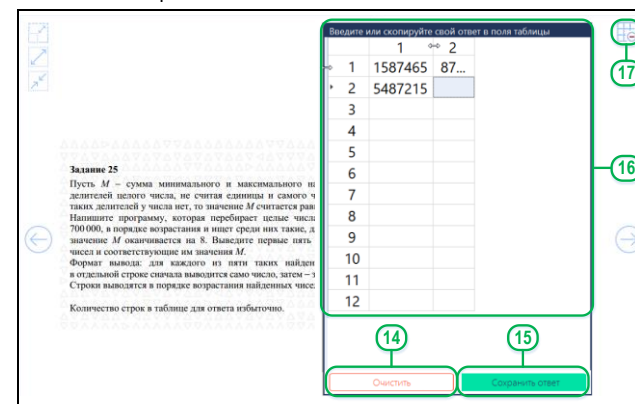 Введите или скопируйте свой ответ в поля таблицы
1 2
1 1587465 87...
2 5487215
3
4
5
6
7
8
9
10
11
12
17
16
Задание 25
Пусть M – сумма минимального и максимального
делителей целого числа, не считая единицы и самого
таких делителей у числа нет, то значение M считается
Напишите программу, которая перебирает целые
700 000, в порядке возрастания и ищет среди них такие,
значение M оканчивается на 8. Выведите первые пять
чисел и соответствующие им значения M.
Формат вывода: для каждого из пяти таких
в отдельной строке сначала выводится само число, затем –
Строки выводятся в порядке возрастания найденных
Количество строк в таблице для ответа избыточно.
14 15
Очистить Сохранить ответ